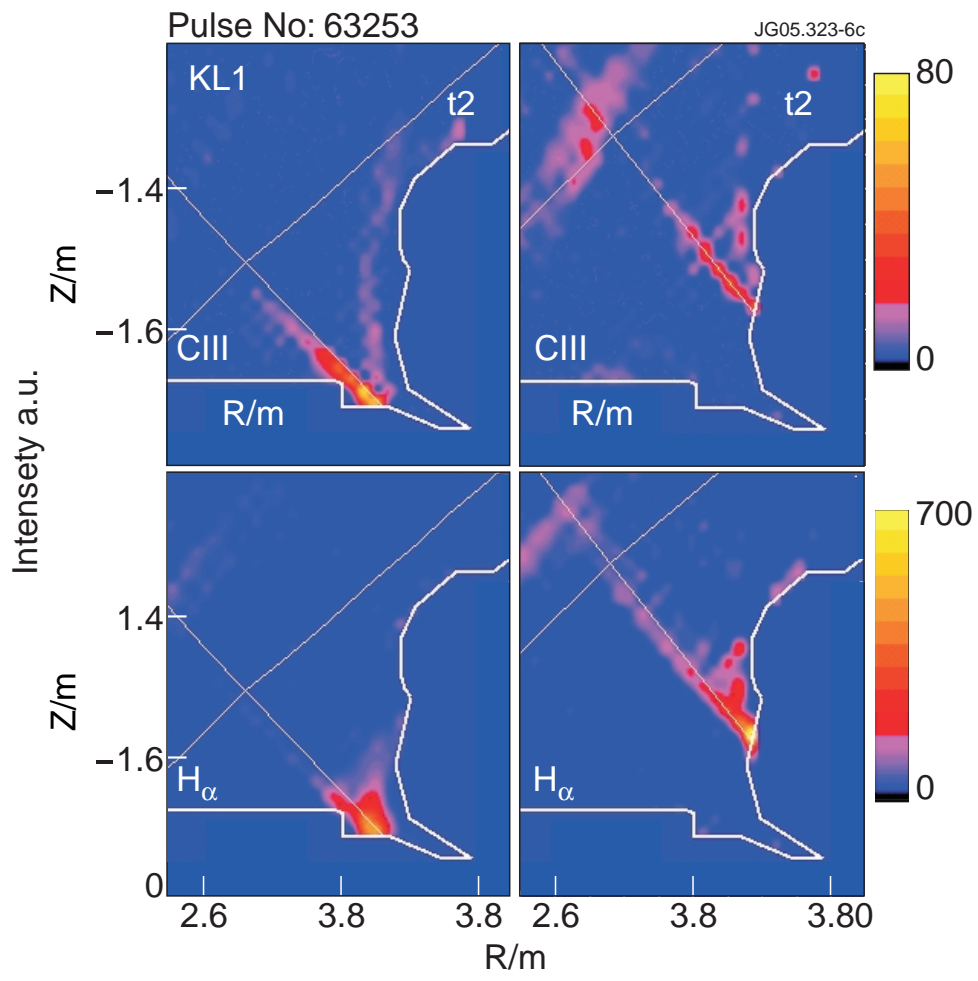 Pulse No: 63253
JG05.323-6c
KL1
t2
t2
80
−1.4
Z/m
−1.6
CIII
CIII
0
R/m
R/m
Intensety a.u.
700
1.4
Z/m
−1.6
Hα
Hα
0
0
2.6
3.8
3.8
2.6
3.8
3.80
R/m